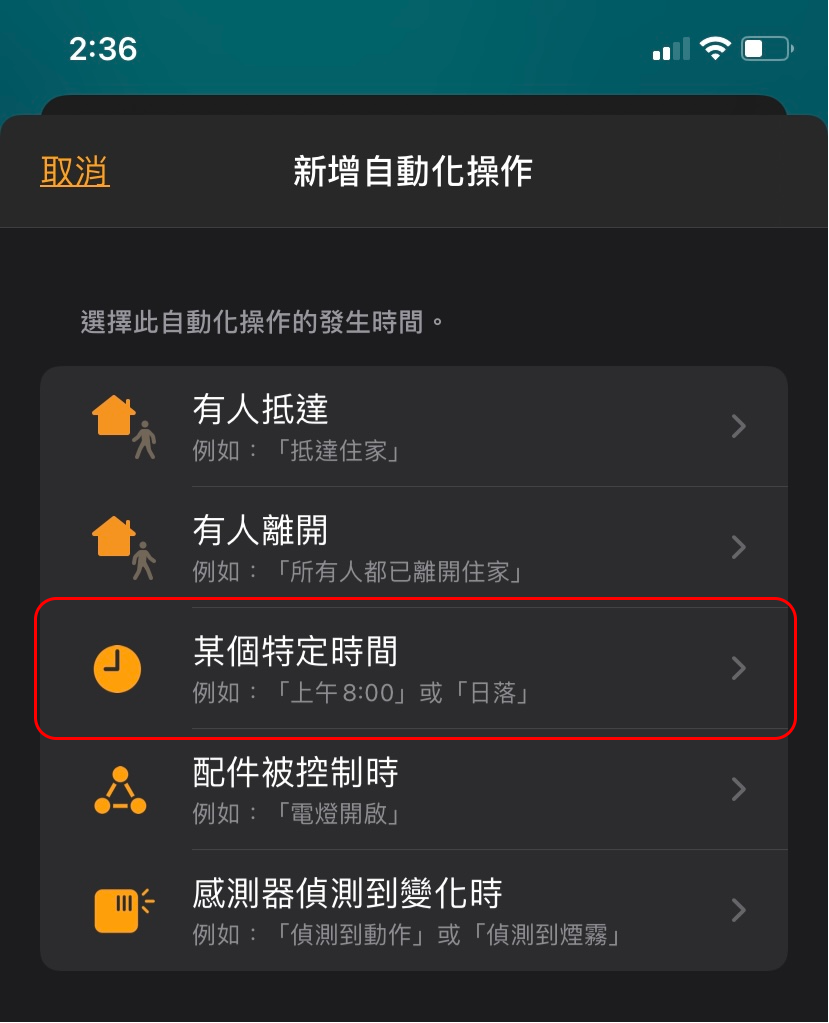 2:36
取消
新增自動化操作
選擇此自動化操作的發生時間。
有人抵達
例如：「抵達住家」
有人離開
例如：「所有人都已離開住家」
某個特定時間
例如：「上午8:00」或「日落」
配件被控制時
例如：「電燈開啟」
感測器偵測到變化時
例如：「偵測到動作」或「偵測到煙霧」